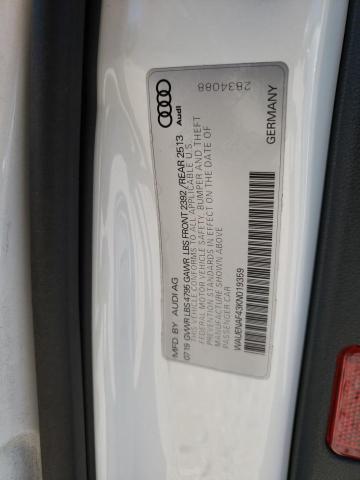 MFD BY AUDI AG
07/19 GVWR LBS 4795 GAWR LBS FRONT 2392 / REAR 2513
THIS VEHICLE CONFORMS TO ALL APPLICABLE U.S.
FEDERAL MOTOR VEHICLE SAFETY, BUMPER AND THEFT
PREVENTION STANDARDS IN EFFECT ON THE DATE OF
MANUFACTURE SHOWN ABOVE
PASSENGER CAR
WAUENAF43KN019359
Audi
2834088
GERMANY